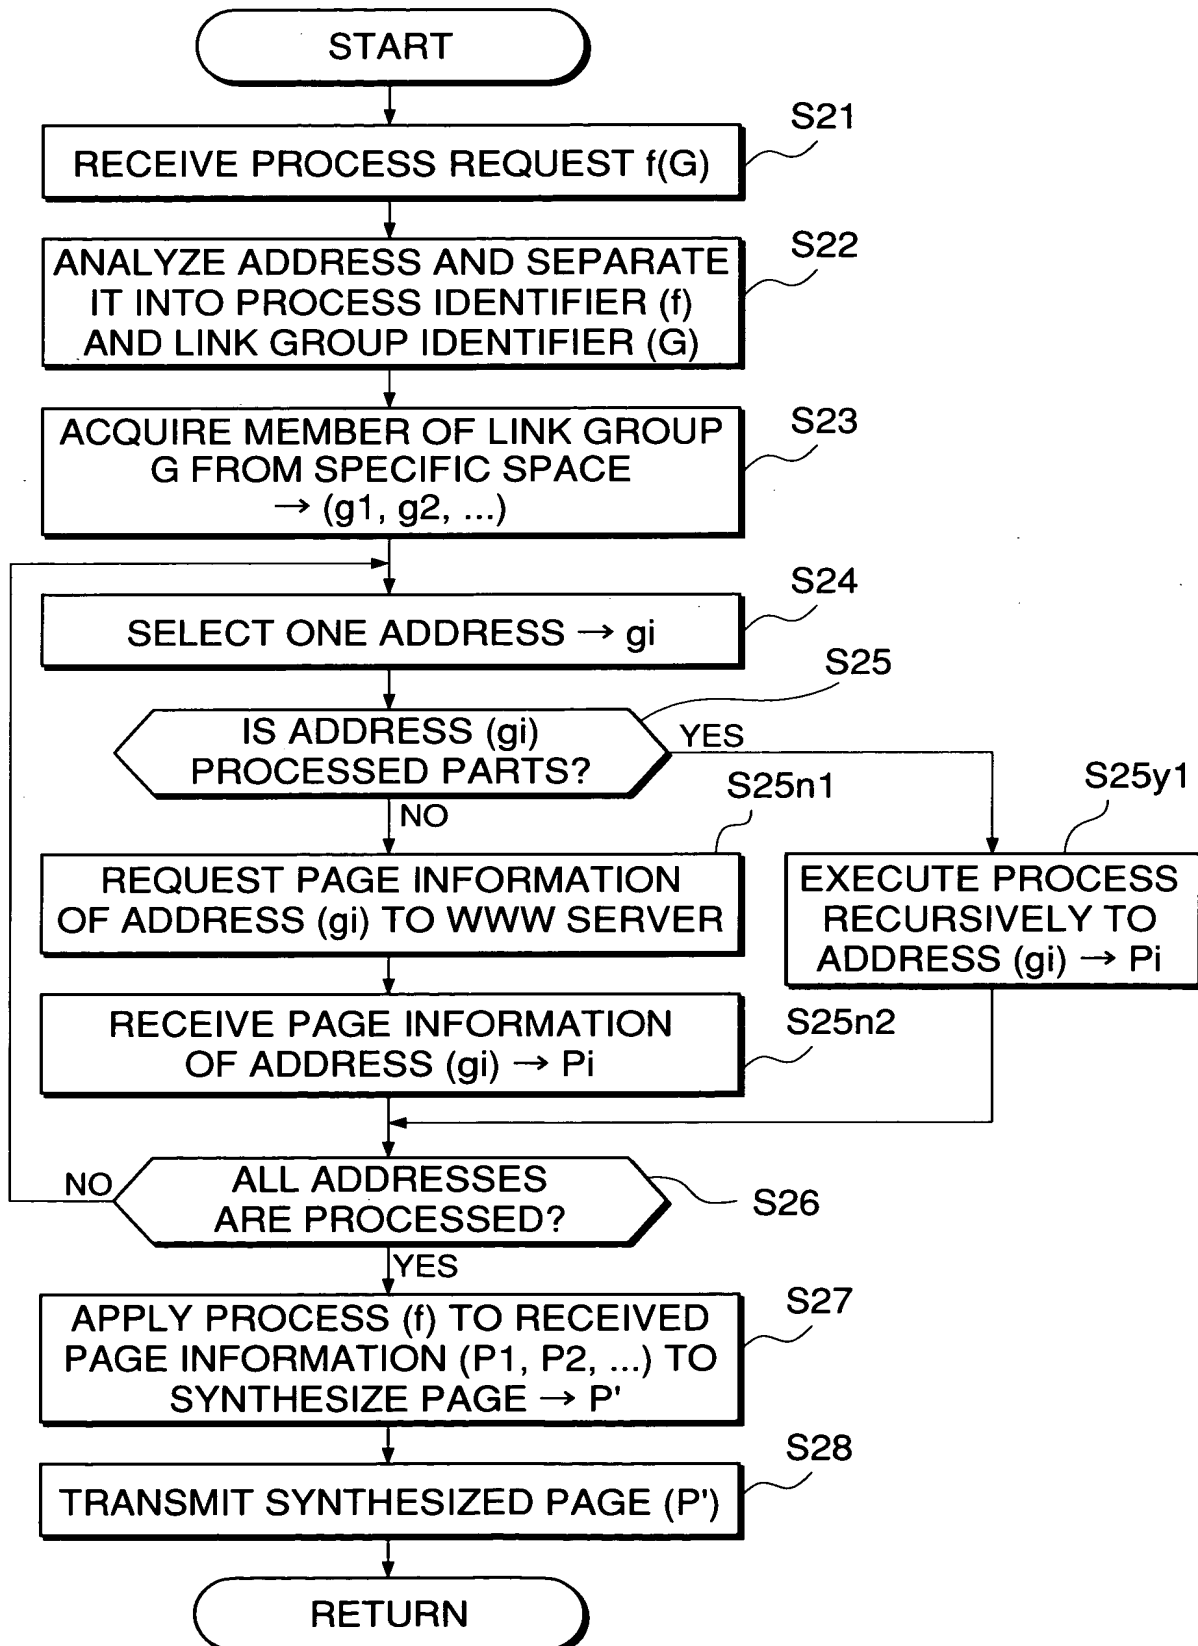 START
S21
RECEIVE PROCESS REQUEST f(G)
S22
ANALYZE ADDRESS AND SEPARATE
IT INTO PROCESS IDENTIFIER (f)
AND LINK GROUP IDENTIFIER (G)
S23
ACQUIRE MEMBER OF LINK GROUP
G FROM SPECIFIC SPACE
→ (g1, g2, ...)
S24
SELECT ONE ADDRESS → gi
S25
IS ADDRESS (gi)
PROCESSED PARTS?
YES
NO
S25n1
REQUEST PAGE INFORMATION
OF ADDRESS (gi) TO WWW SERVER
S25y1
EXECUTE PROCESS
RECURSIVELY TO
ADDRESS (gi) → Pi
RECEIVE PAGE INFORMATION
OF ADDRESS (gi) → Pi
S25n2
ALL ADDRESSES
ARE PROCESSED?
NO
S26
YES
S27
APPLY PROCESS (f) TO RECEIVED
PAGE INFORMATION (P1, P2, ...) TO
SYNTHESIZE PAGE → P'
S28
TRANSMIT SYNTHESIZED PAGE (P')
RETURN